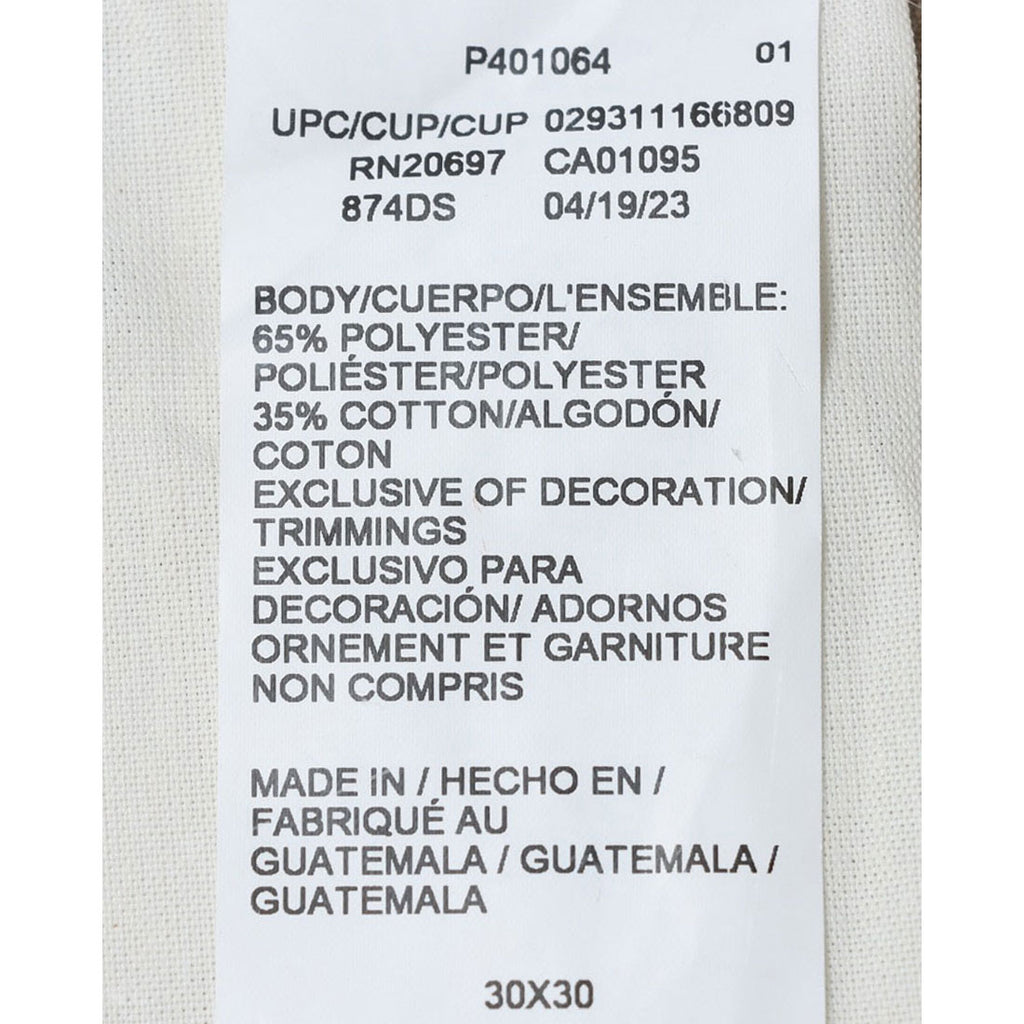 P401064 01
UPC/CUP/CUP 029311166809
RN20697 CA01095
874DS 04/19/23
BODY/CUERPO/L'ENSEMBLE:
65% POLYESTER/
POLIÉSTER/POLYESTER
35% COTTON/ALGODÓN/
COTON
EXCLUSIVE OF DECORATION/
TRIMMINGS
EXCLUSIVO PARA
DECORACIÓN/ ADORNOS
ORNEMENT ET GARNITURE
NON COMPRIS
MADE IN / HECHO EN /
FABRIQUÉ AU
GUATEMALA / GUATEMALA /
GUATEMALA
30X30